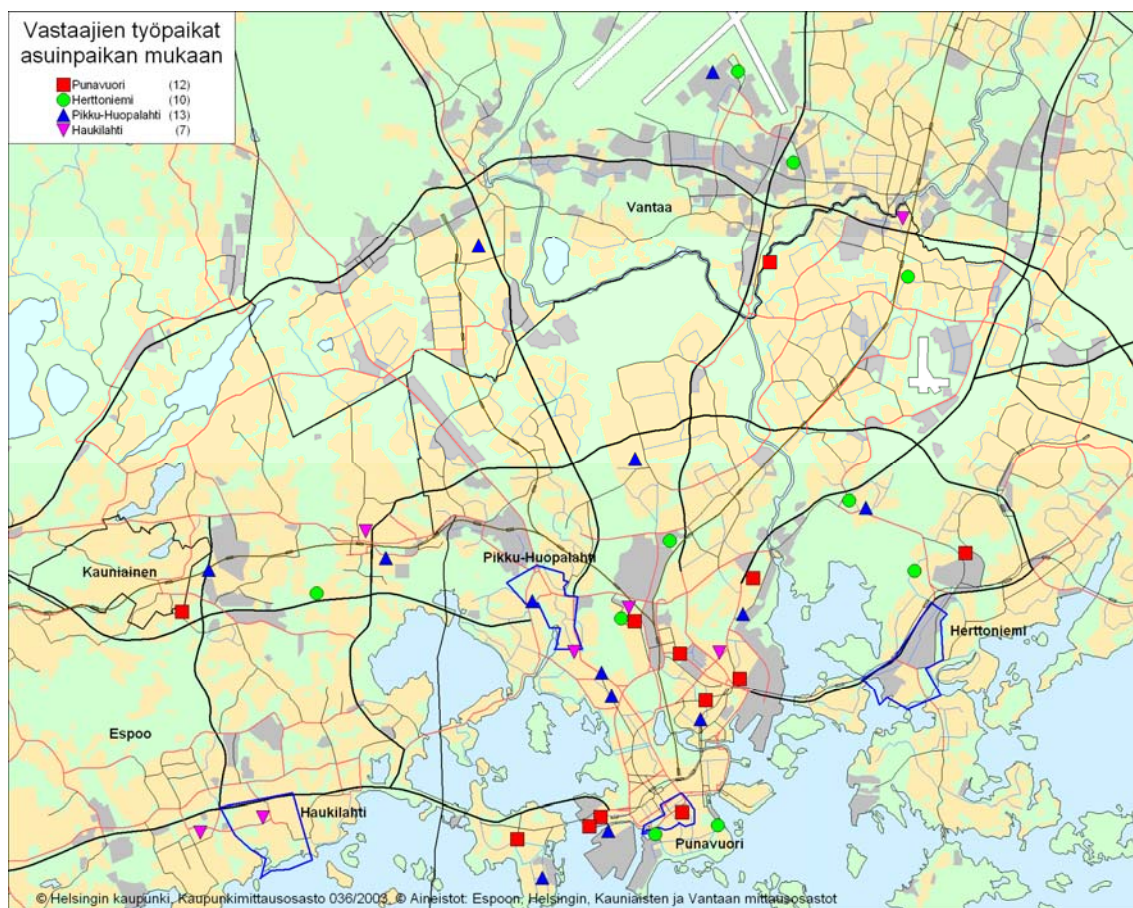 Vastaajien työpaikat
asuinpaikan mukaan
Punavuori (12)
Herttoniemi (10)
Pikku-Huopalahti (13)
Haukilahti (7)
Vantaa
Pikku-Huopalahti
Kauniainen
Herttoniemi
Espoo
Haukilahti
Punavuori
© Helsingin kaupunki, Kaupunkimittausosasto 036/2003, © Aineistot: Espoon, Helsingin, Kauniaisten ja Vantaan mittausosastot